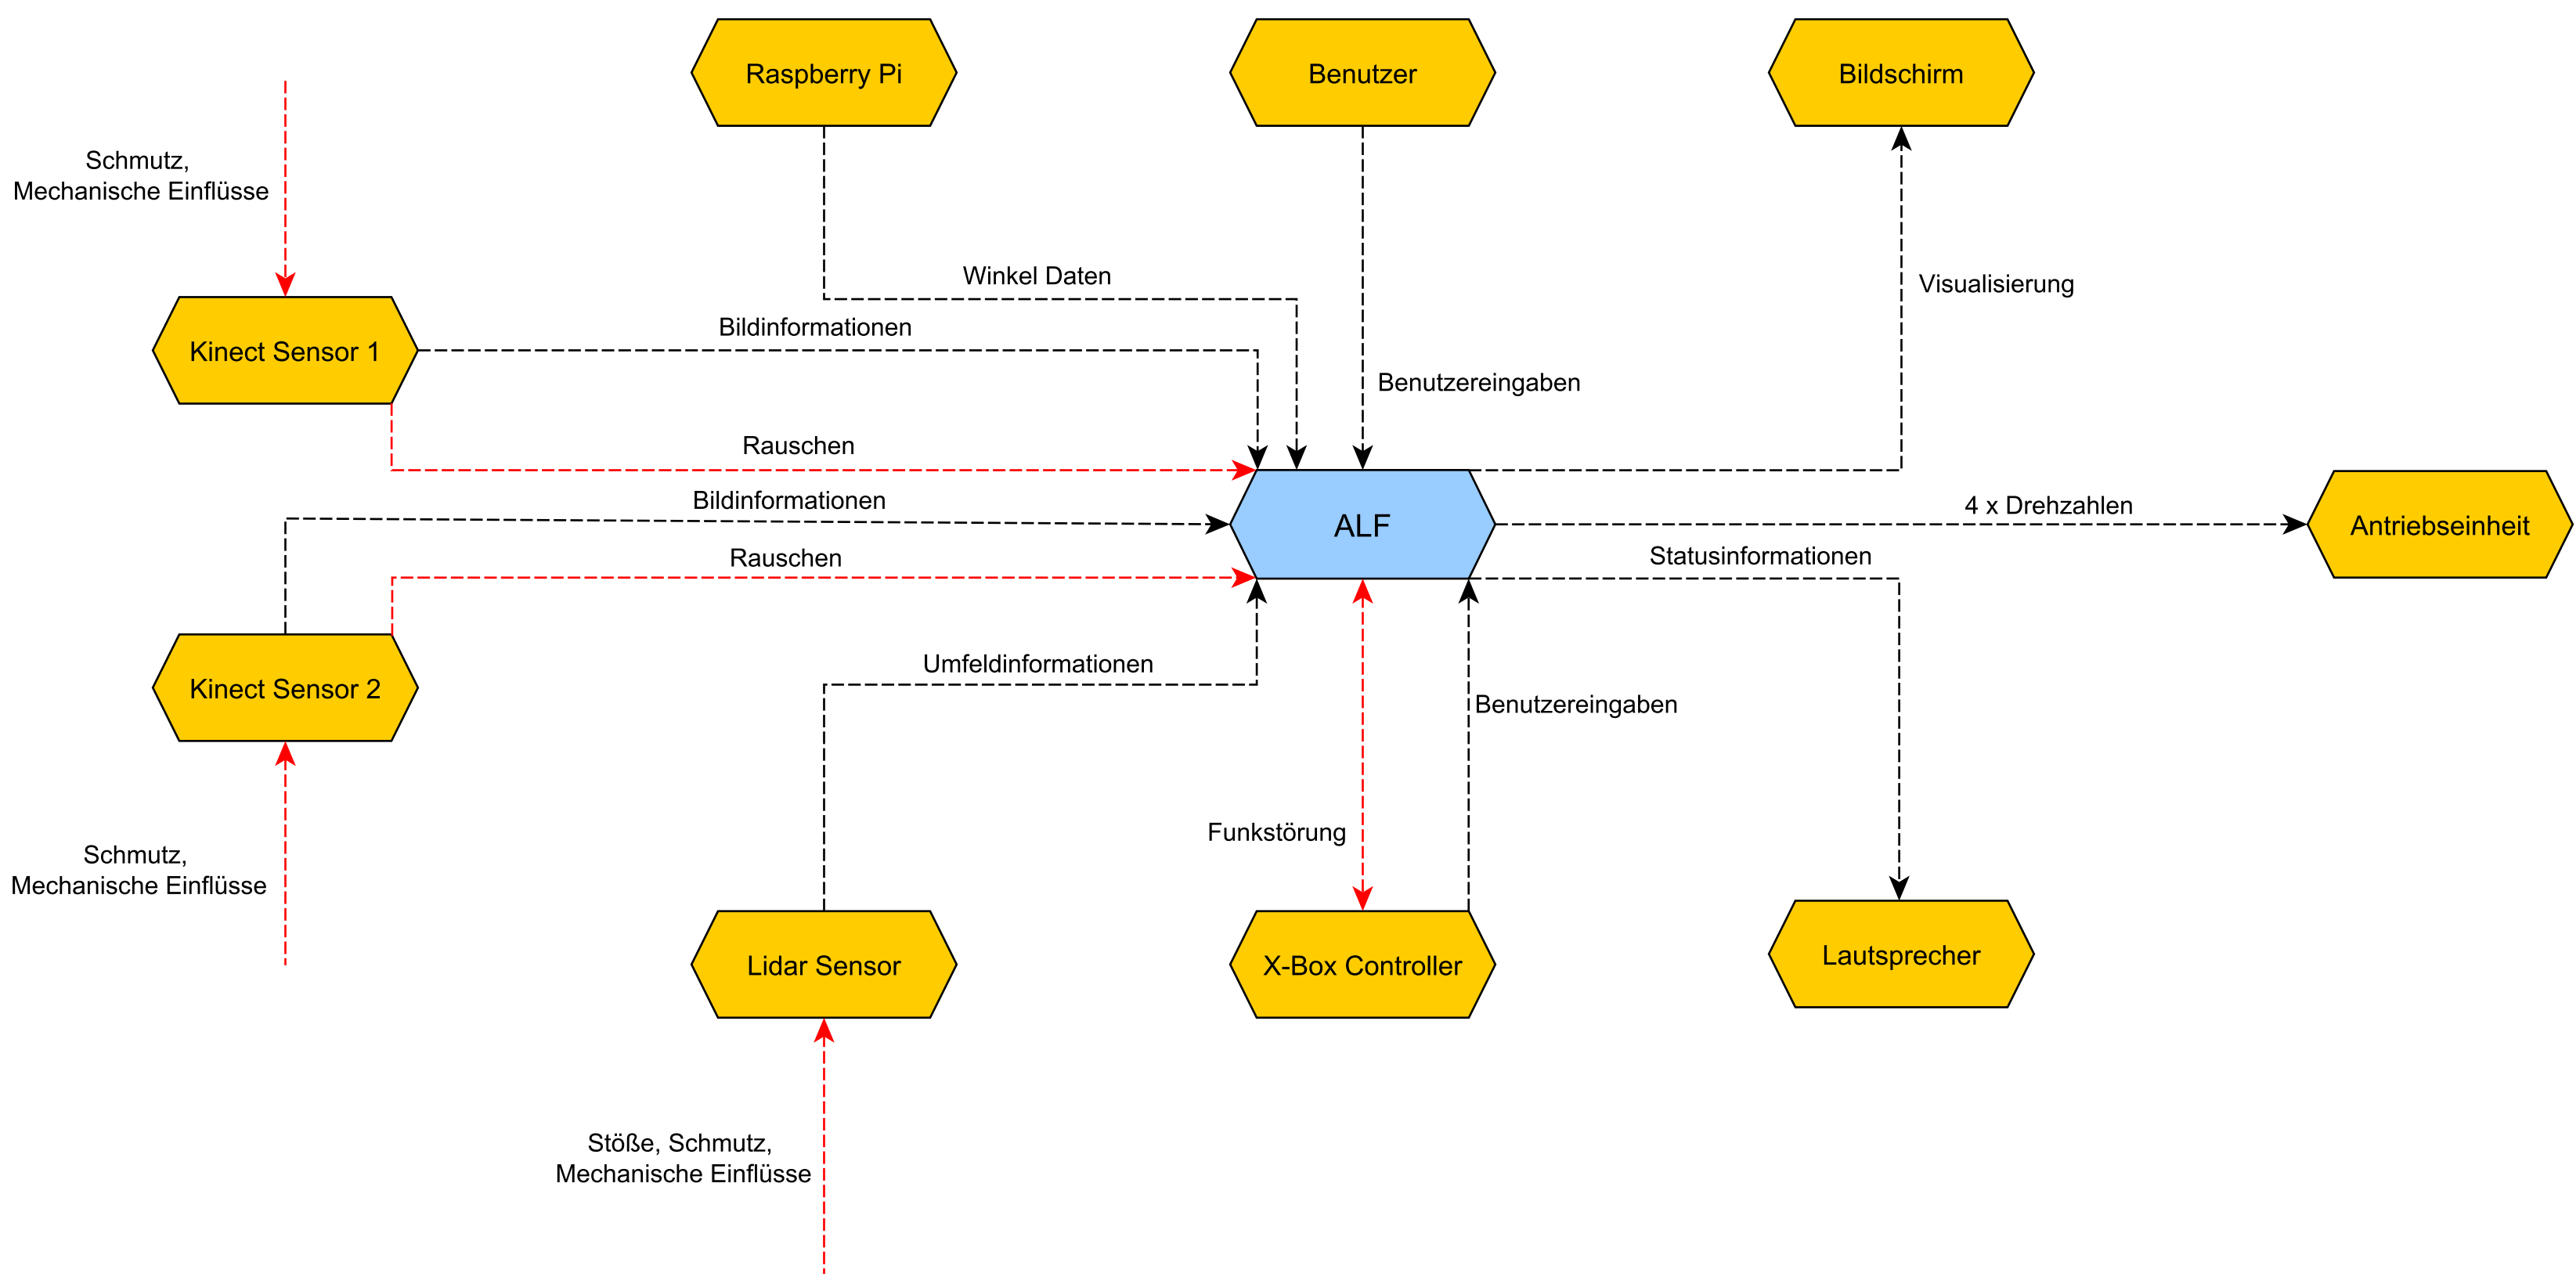 Raspberry Pi
Benutzer
Bildschirm
Schmutz,
Mechanische Einflüsse
Winkel Daten
Visualisierung
Bildinformationen
Kinect Sensor 1
Benutzereingaben
Rauschen
Bildinformationen
4 x Drehzahlen
ALF
Antriebseinheit
Rauschen
Statusinformationen
Umfeldinformationen
Kinect Sensor 2
Benutzereingaben
Funkstörung
Schmutz,
Mechanische Einflüsse
Lautsprecher
Lidar Sensor
X-Box Controller
Stöße, Schmutz,
Mechanische Einflüsse